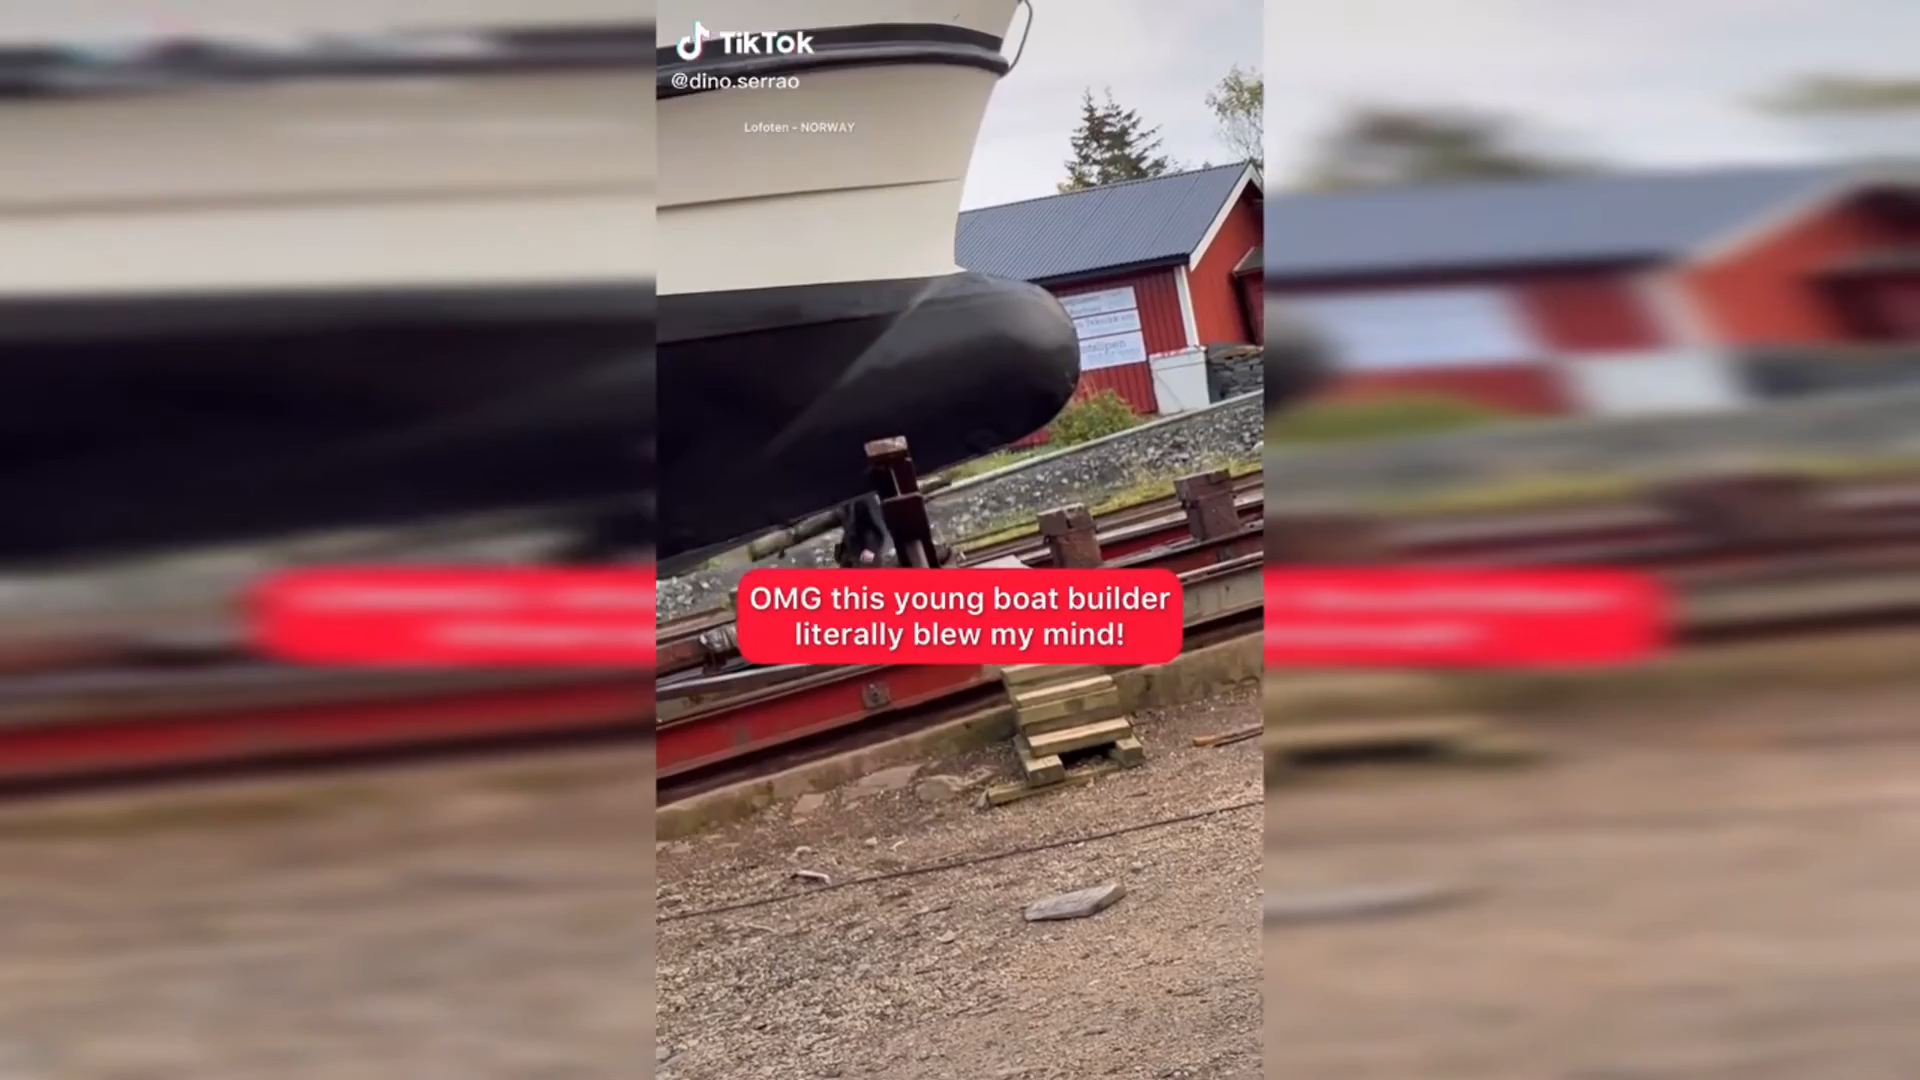 TikTok
@dino.serrao
Lofoten - NORWAY
OMG this young boat builder
literally blew my mind!